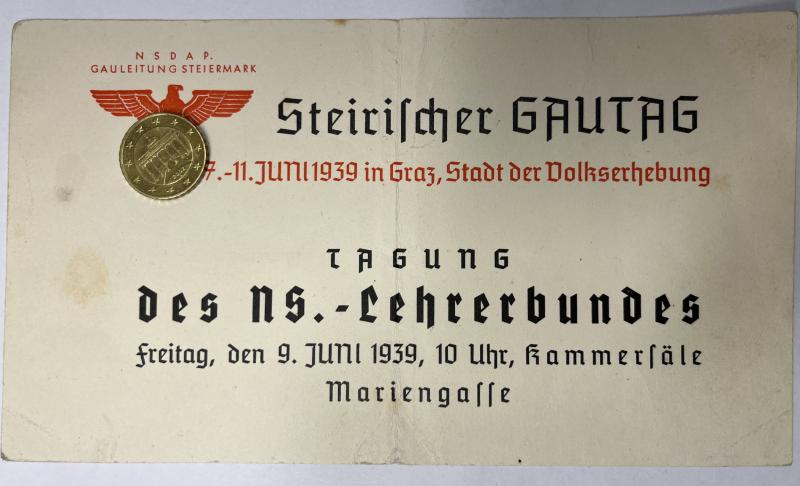 NSDAP.
GAULEITUNG STEIERMARK
Steiriſcher GAUTAG
7.-11. JUNI 1939 in Graz, Stadt der Volkserhebung
TAGUNG
des NS.-Lehrerbundes
Freitag, den 9. JUNI 1939, 10 Uhr, Kammerſäle
Mariengaſſe